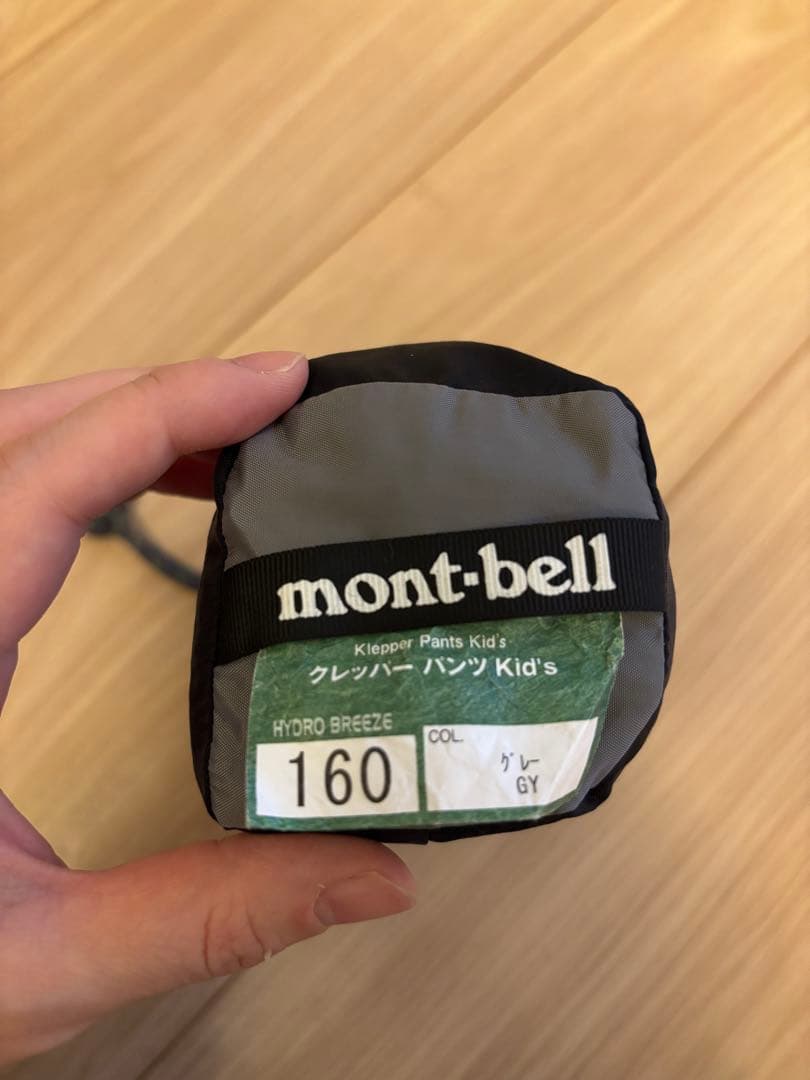 mont-bell
Klepper Pants Kid's
クレッパー パンツ Kid's
HYDRO BREEZE
160
COL.
グレー
GY